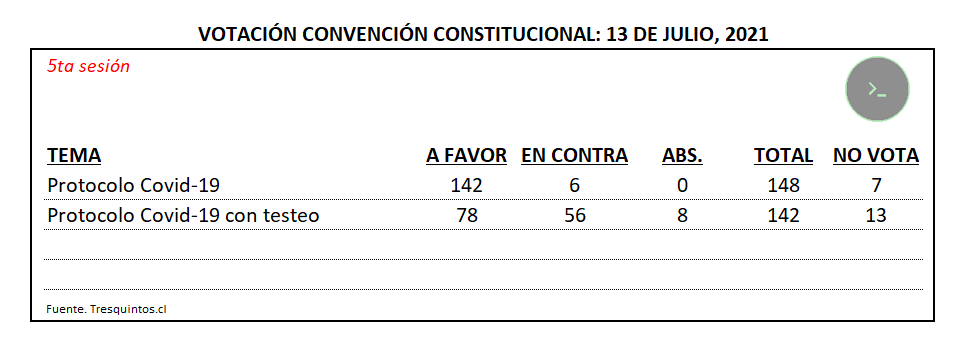 VOTACIÓN CONVENCIÓN CONSTITUCIONAL: 13 DE JULIO, 2021
5ta sesión
>_
TEMA A FAVOR EN CONTRA ABS. TOTAL NO VOTA
Protocolo Covid-19 142 6 0 148 7
Protocolo Covid-19 con testeo 78 56 8 142 13
Fuente. Tresquintos.cl